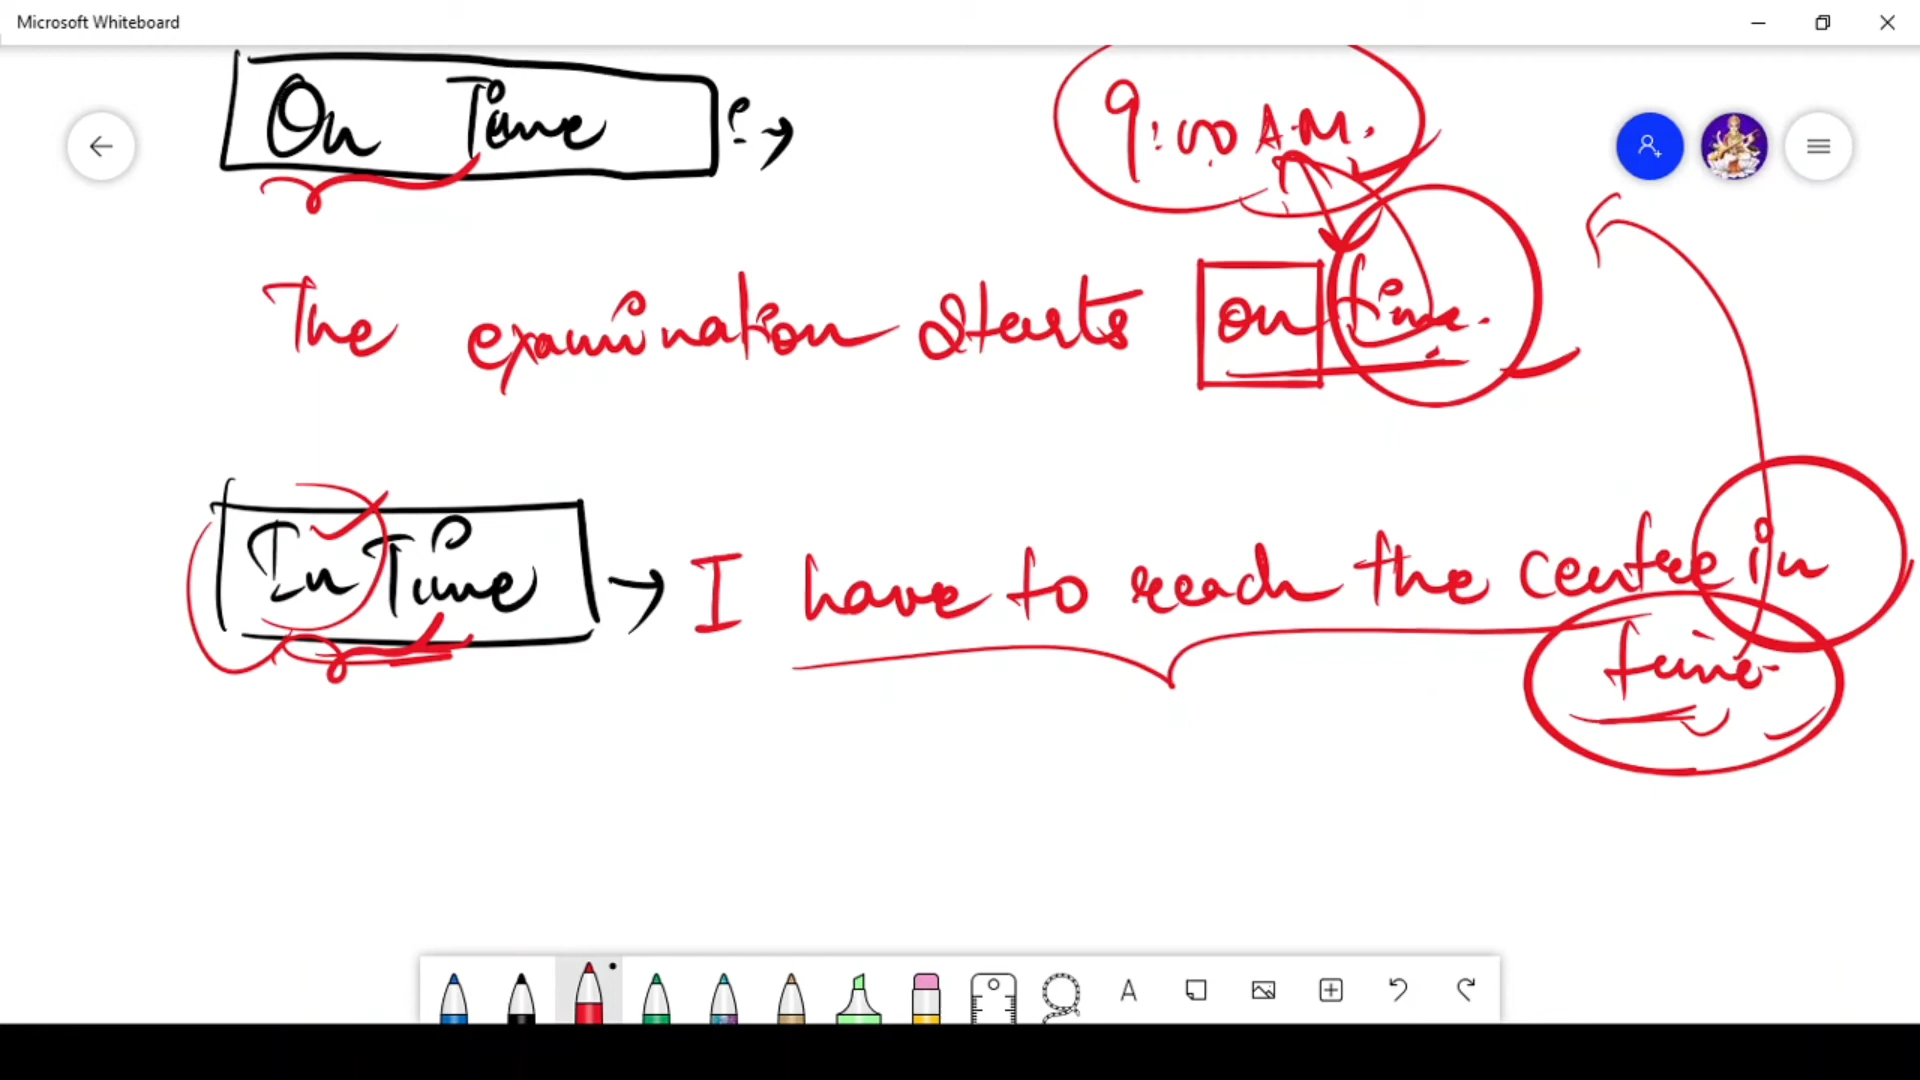 Microsoft Whiteboard
On Time :→
9:00 A.M.
The examination starts on time.
In Time → I have to reach the centre in
time.